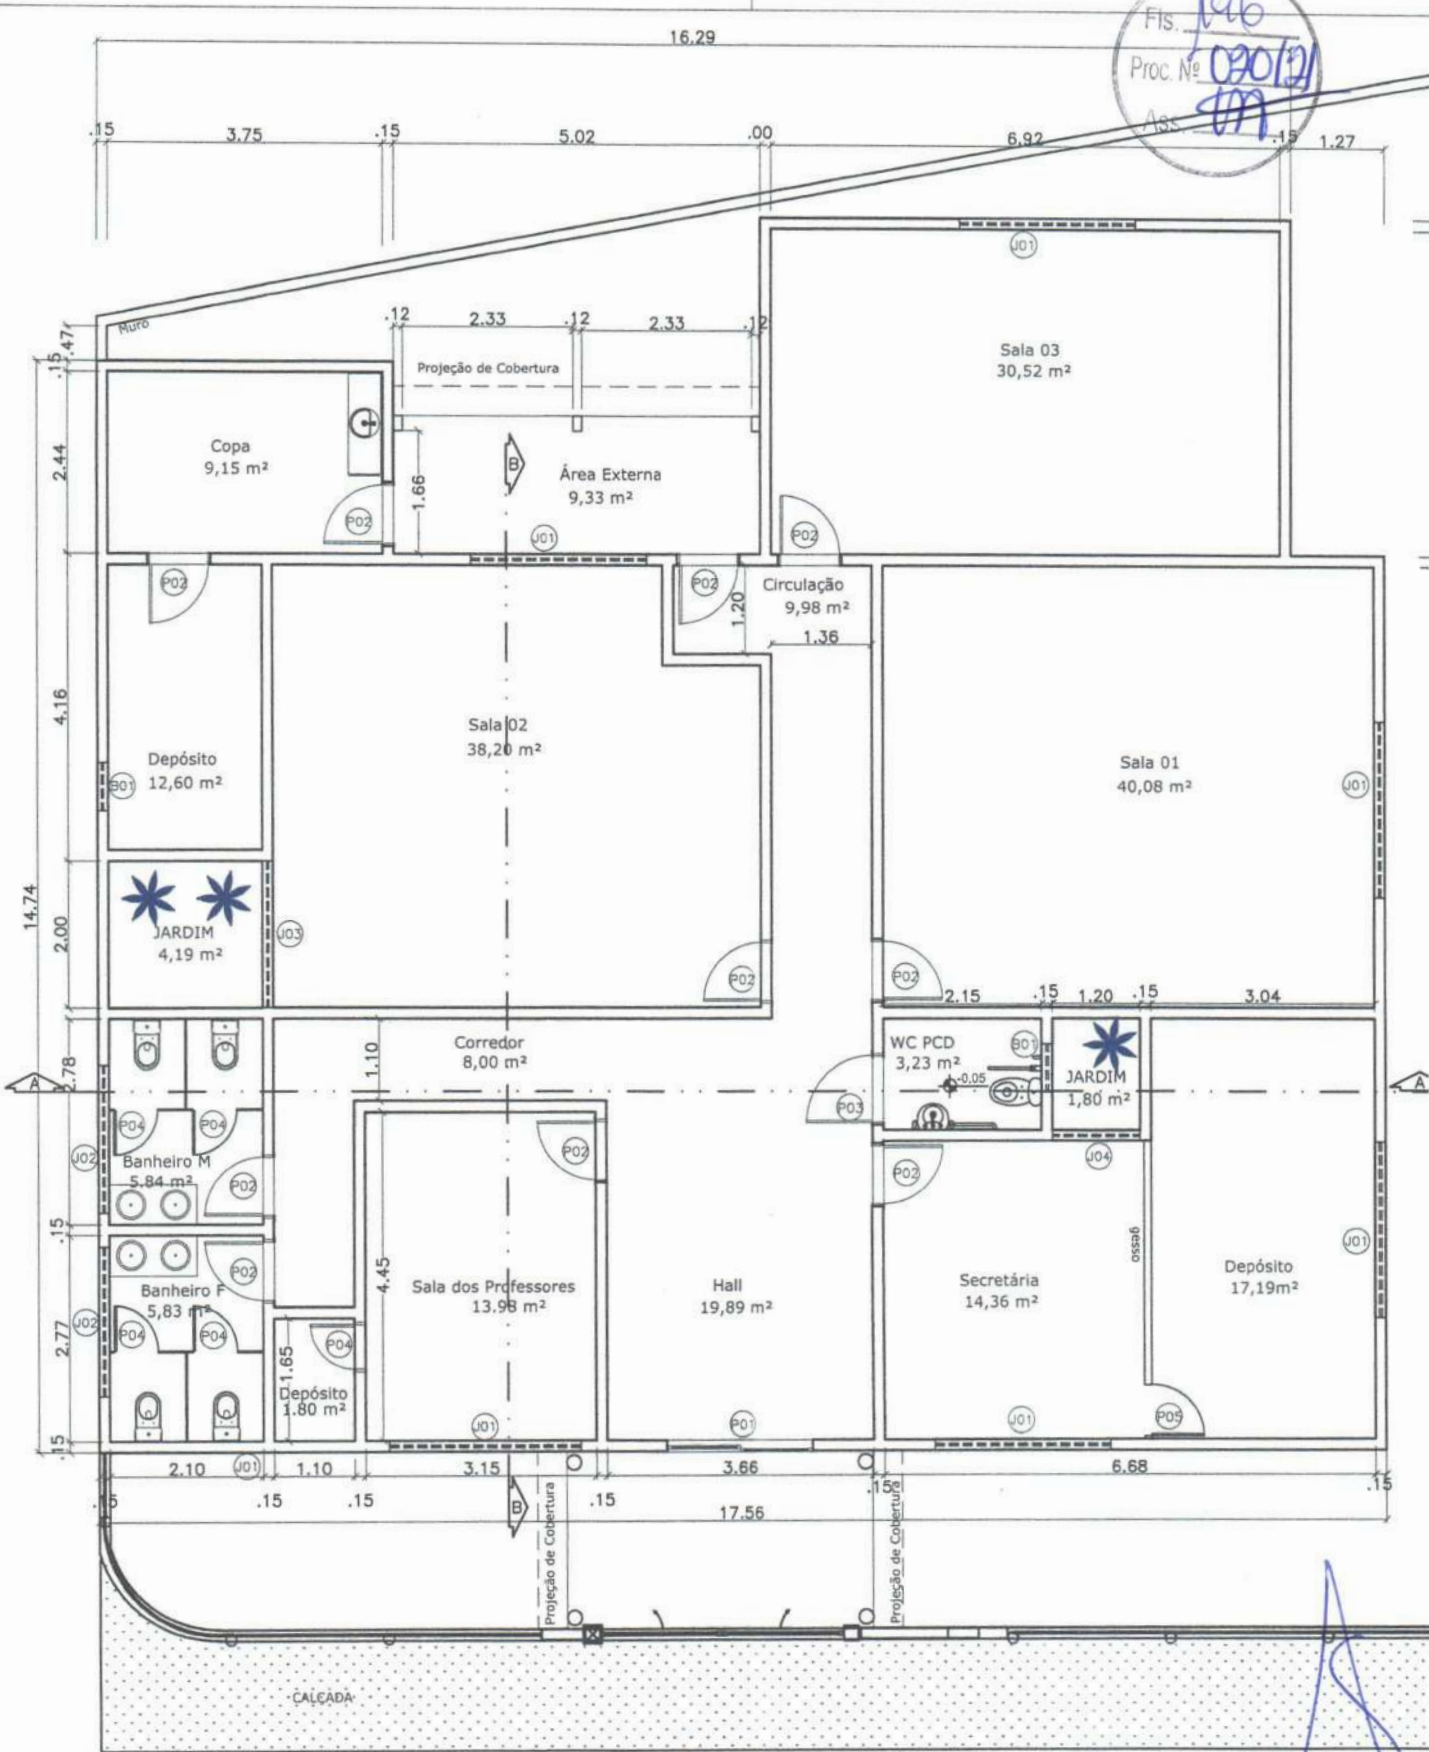 Fls. 196
Proc. Nº 020/21
Ass.
16.29
.15
3.75
.15
5.02
.00
6.92
.15
1.27
Muro
.47
.15
.12
2.33
.12
2.33
.12
Projeção de Cobertura
J01
Sala 03
30,52 m²
Copa
9,15 m²
2.44
1.66
B
Área Externa
9,33 m²
P02
J01
P02
P02
P02
Circulação
9,98 m²
1.20
1.36
4.16
Sala 02
38,20 m²
Depósito
12,60 m²
B01
Sala 01
40,08 m²
J01
14.74
2.00
JARDIM
4,19 m²
J03
P02
P02
2.15
.15
1.20
.15
3.04
2.78
1.10
Corredor
8,00 m²
WC PCD
3,23 m²
B01
-0,05
JARDIM
1,80 m²
A
A
P04
P04
P03
J02
Banheiro M
5.84 m²
P02
P02
P02
J04
.15
gesso
P02
4.45
J01
Banheiro F
5,83 m²
Sala dos Professores
13.98 m²
Hall
19,89 m²
Secretária
14,36 m²
Depósito
17,19m²
J02
P04
P04
P04
2.77
1.65
Depósito
1.80 m²
J01
P01
J01
P05
.15
2.10
J01
1.10
3.15
3.66
6.68
.15
.15
.15
B
.15
.15
.15
17.56
Projeção de Cobertura
Projeção de Cobertura
CALÇADA